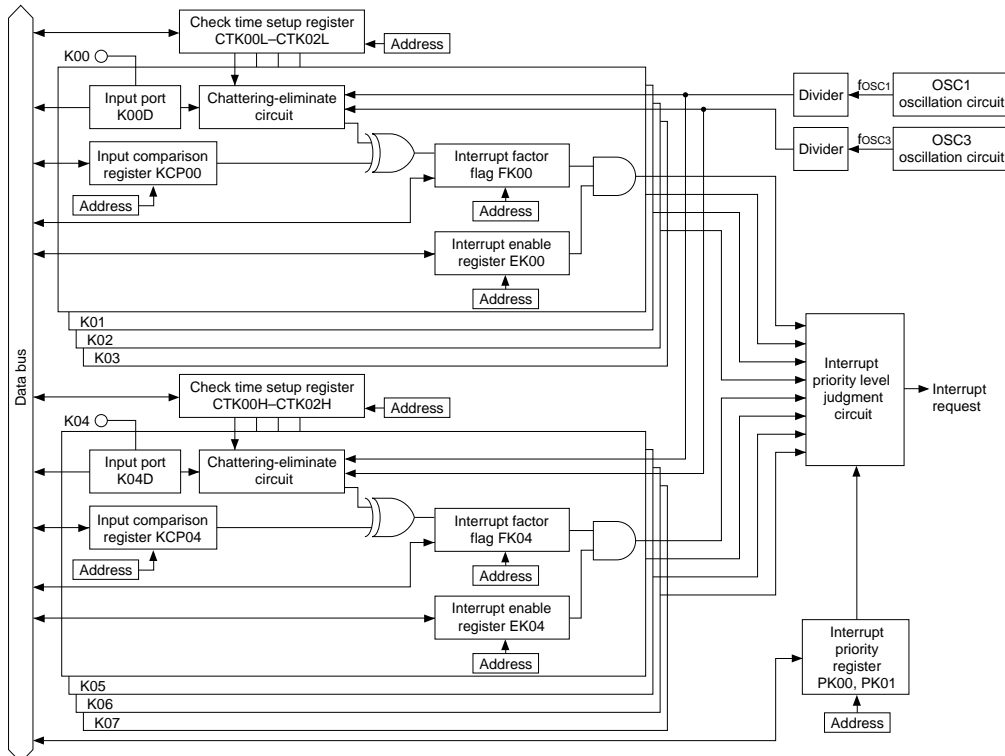 Check time setup register
CTK00L–CTK02L
Address
K00
Input port
K00D
Chattering-eliminate
circuit
Divider
fOSC1
OSC1
oscillation circuit
Divider
fOSC3
OSC3
oscillation circuit
Input comparison
register KCP00
Address
Interrupt factor
flag FK00
Address
Interrupt enable
register EK00
Address
K01
K02
K03
Data bus
Interrupt
priority level
judgment
circuit
Interrupt
request
Check time setup register
CTK00H–CTK02H
Address
K04
Input port
K04D
Chattering-eliminate
circuit
Input comparison
register KCP04
Address
Interrupt factor
flag FK04
Address
Interrupt enable
register EK04
Address
K05
K06
K07
Interrupt
priority
register
PK00, PK01
Address